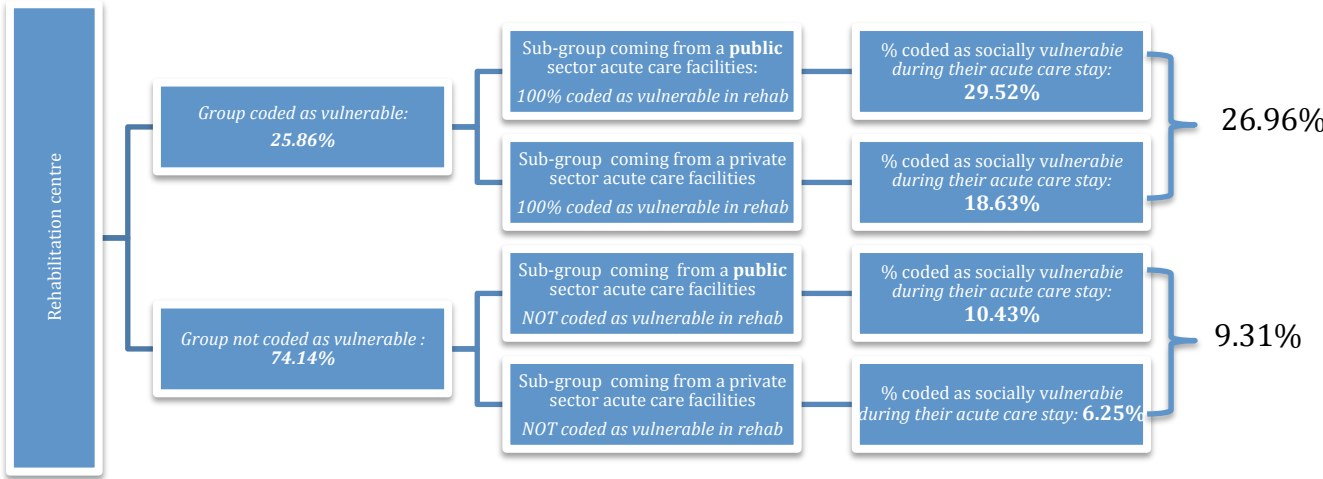 Rehabilitation centre
Group coded as vulnerable:
25.86%
Sub-group coming from a public
sector acute care facilities:
100% coded as vulnerable in rehab
% coded as socially vulnerabie
during their acute care stay:
29.52%
Sub-group coming from a private
sector acute care facilities
100% coded as vulnerable in rehab
% coded as socially vulnerabie
during their acute care stay:
18.63%
26.96%
Group not coded as vulnerable :
74.14%
Sub-group coming from a public
sector acute care facilities
NOT coded as vulnerable in rehab
% coded as socially vulnerabie
during their acute care stay:
10.43%
Sub-group coming from a private
sector acute care facilities
NOT coded as vulnerable in rehab
% coded as socially vulnerabie
during their acute care stay: 6.25%
9.31%